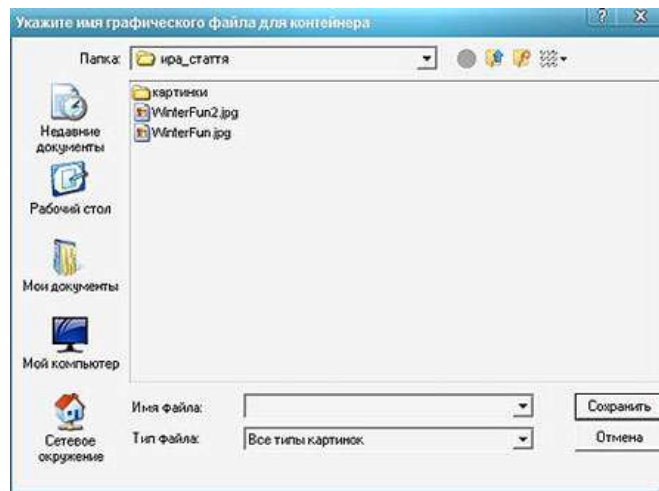 Укажите имя графического файла для контейнера
Папка: ира_стаття
картинки
WinterFun2.jpg
WinterFun.jpg
Недавние
документы
Рабочий стол
Мои документы
Мой компьютер
Сетевое
окружение
Имя файла:
Тип файла: Все типы картинок
Сохранить
Отмена